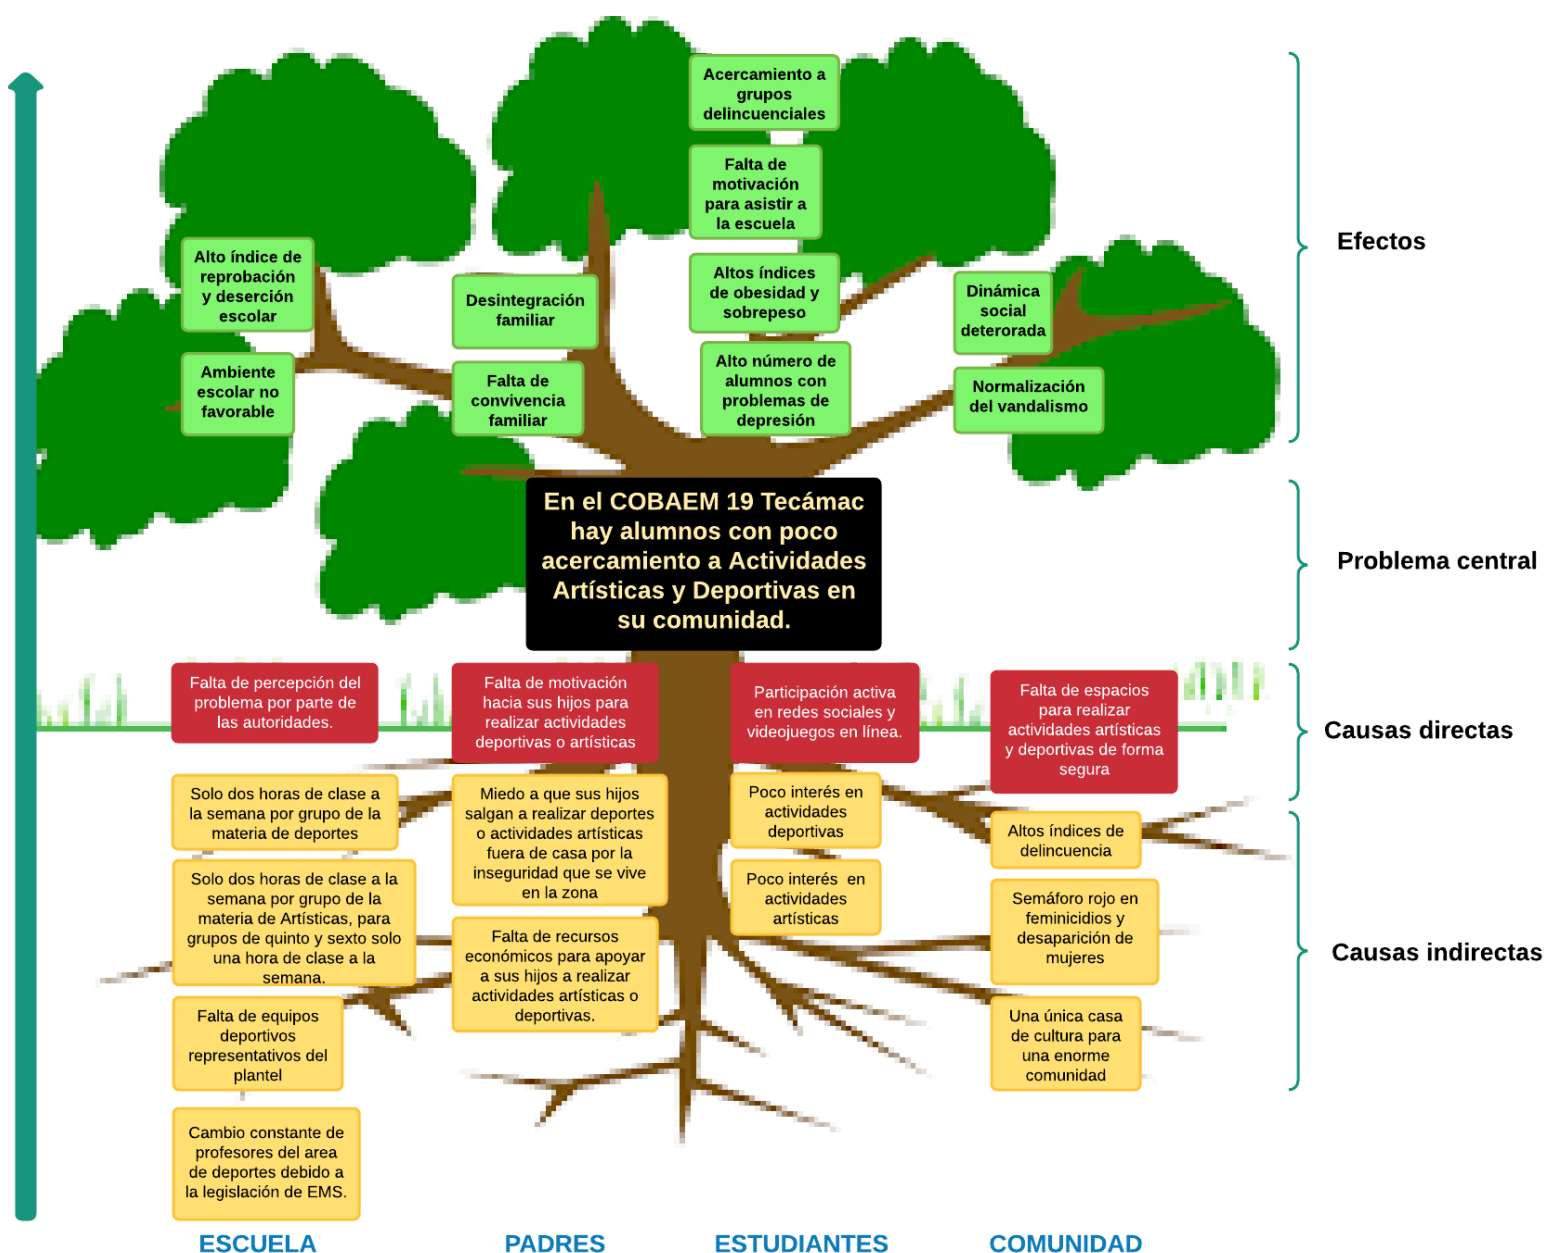 Acercamiento a
grupos
delincuenciales
Falta de
motivación
para asistir a
la escuela
Alto índice de
reprobación
y deserción
escolar
Desintegración
familiar
Altos índices
de obesidad y
sobrepeso
Dinámica
social
deterorada
Efectos
Ambiente
escolar no
favorable
Falta de
convivencia
familiar
Alto número de
alumnos con
problemas de
depresión
Normalización
del vandalismo
En el COBAEM 19 Tecámac
hay alumnos con poco
acercamiento a Actividades
Artísticas y Deportivas en
su comunidad.
Problema central
Falta de percepción del
problema por parte de
las autoridades.
Falta de motivación
hacia sus hijos para
realizar actividades
deportivas o artísticas
Participación activa
en redes sociales y
videojuegos en línea.
Falta de espacios
para realizar
actividades artísticas
y deportivas de forma
segura
Causas directas
Solo dos horas de clase a
la semana por grupo de la
materia de deportes
Miedo a que sus hijos
salgan a realizar deportes
o actividades artísticas
fuera de casa por la
inseguridad que se vive
en la zona
Poco interés en
actividades
deportivas
Altos índices de
delincuencia
Solo dos horas de clase a la
semana por grupo de la
materia de Artísticas, para
grupos de quinto y sexto solo
una hora de clase a la
semana.
Falta de recursos
económicos para apoyar
a sus hijos a realizar
actividades artísticas o
deportivas.
Poco interés  en
actividades
artísticas
Semáforo rojo en
feminicidios y
desaparición de
mujeres
Causas indirectas
Falta de equipos
deportivos
representativos del
plantel
Una única casa
de cultura para
una enorme
comunidad
Cambio constante de
profesores del area
de deportes debido a
la legislación de EMS.
ESCUELA
PADRES
ESTUDIANTES
COMUNIDAD